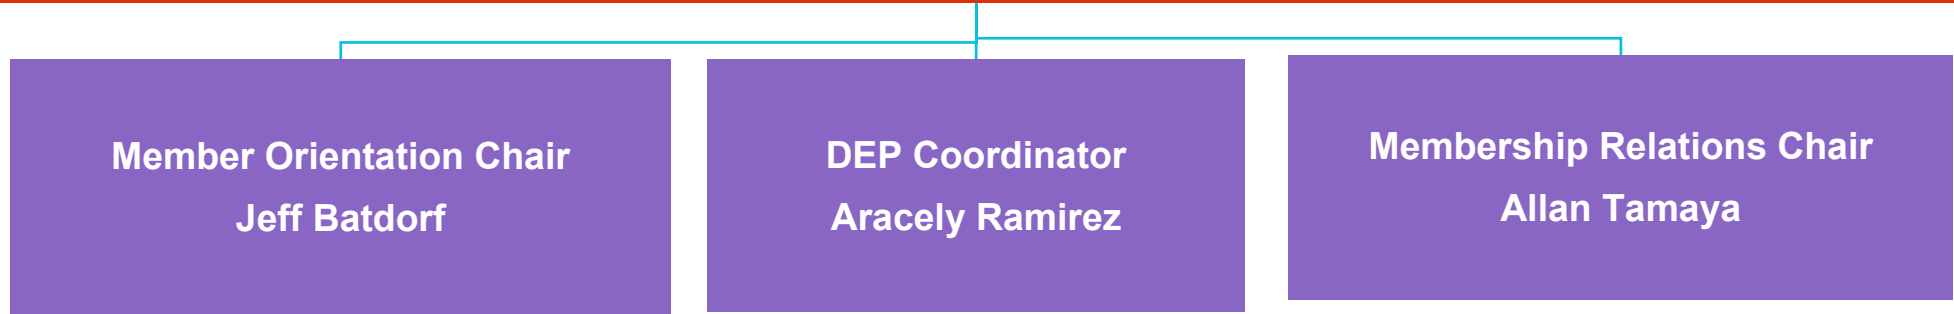 Member Orientation Chair
Jeff Batdorf
DEP Coordinator
Aracely Ramirez
Membership Relations Chair
Allan Tamaya